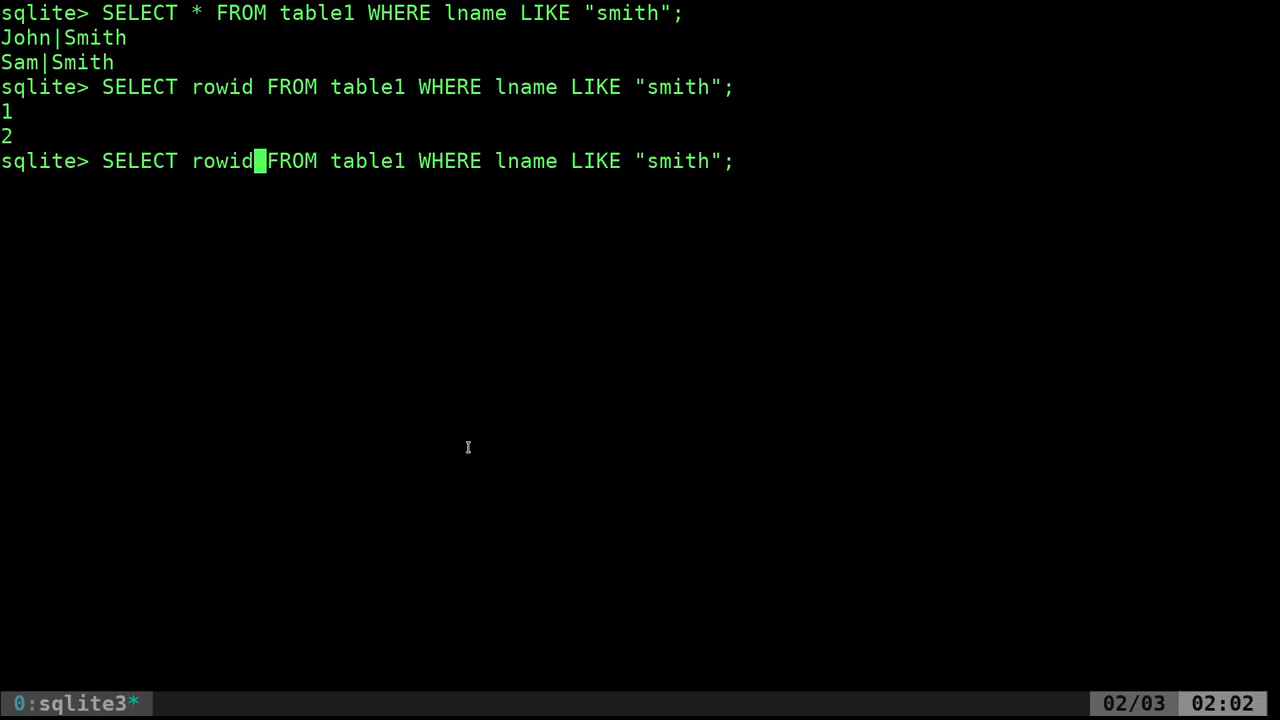 sqlite> SELECT * FROM table1 WHERE lname LIKE "smith";
John|Smith
Sam|Smith
sqlite> SELECT rowid FROM table1 WHERE lname LIKE "smith";
1
2
sqlite> SELECT rowid FROM table1 WHERE lname LIKE "smith";
0:sqlite3* 02/03 02:02